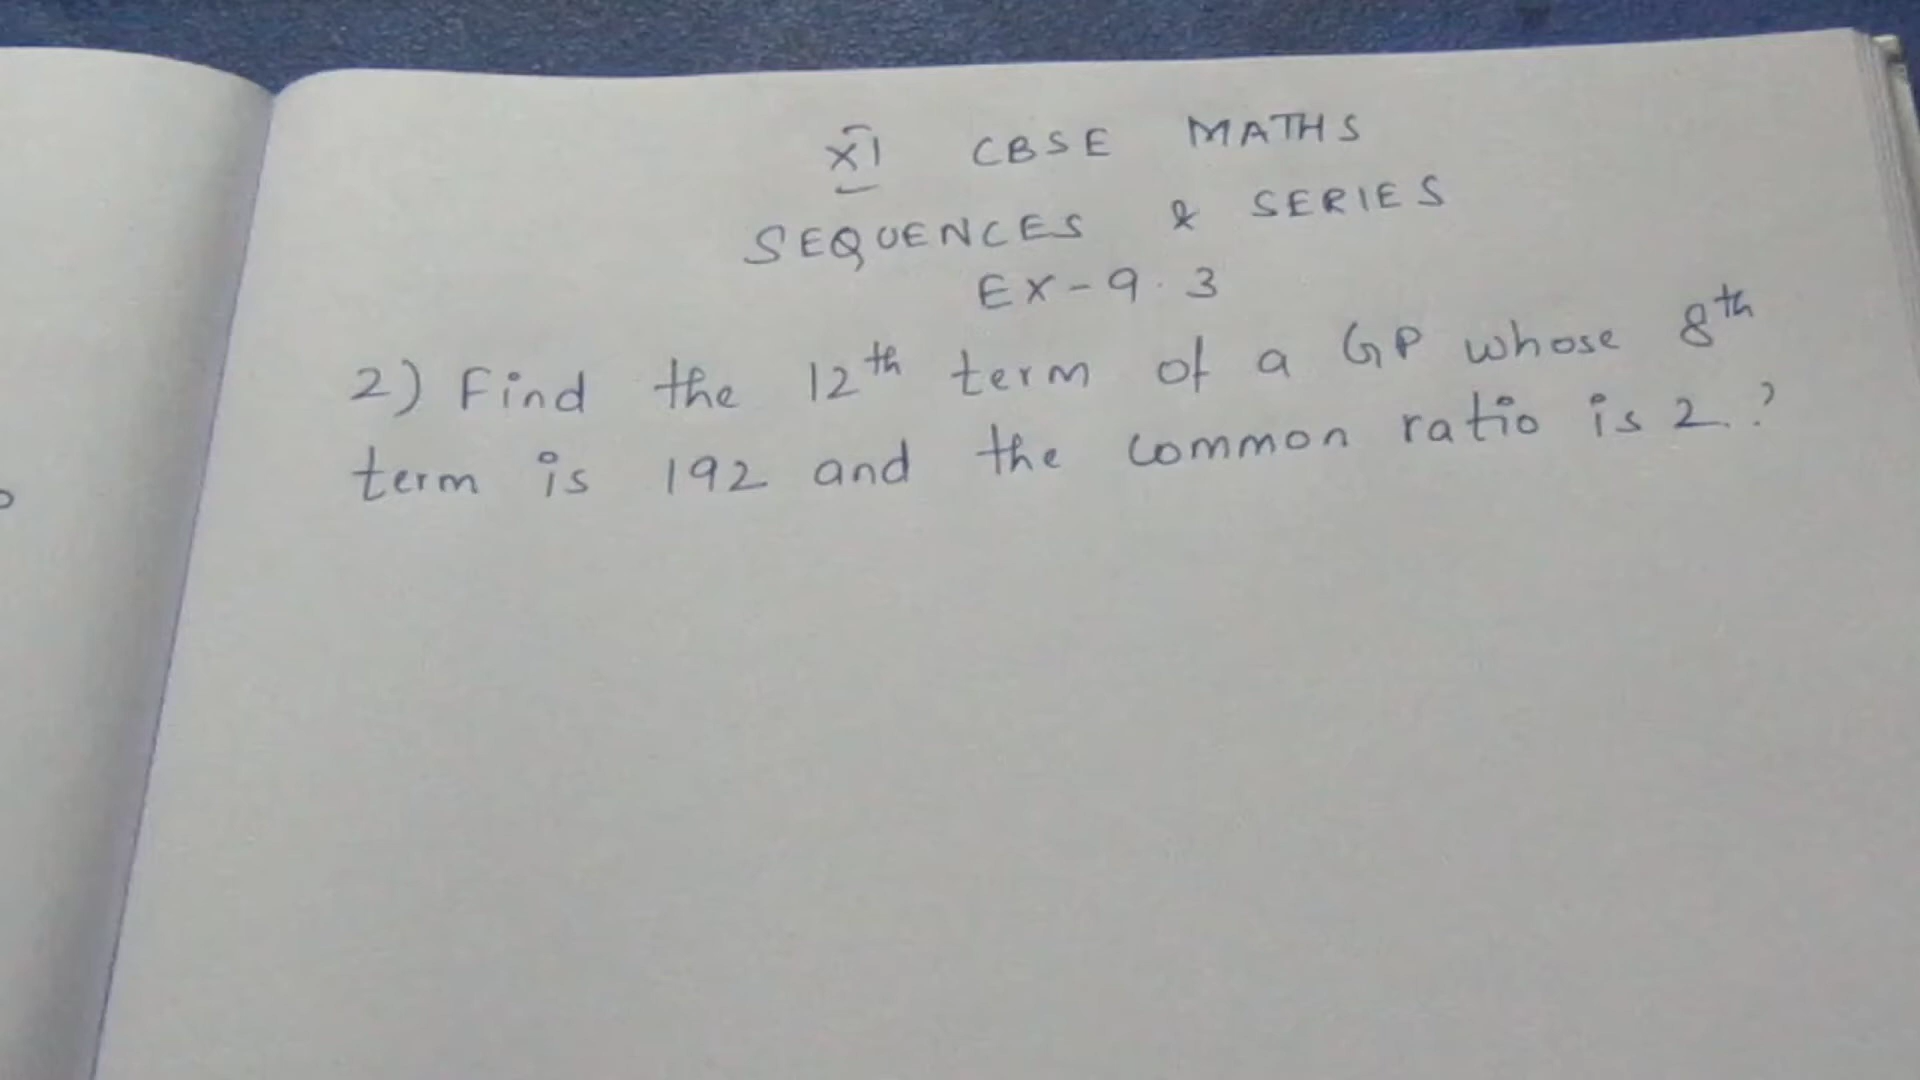 XI CBSE MATHS
SEQUENCES & SERIES
EX-9.3
2) Find the 12th term of a GP whose 8th
term is 192 and the common ratio is 2.?